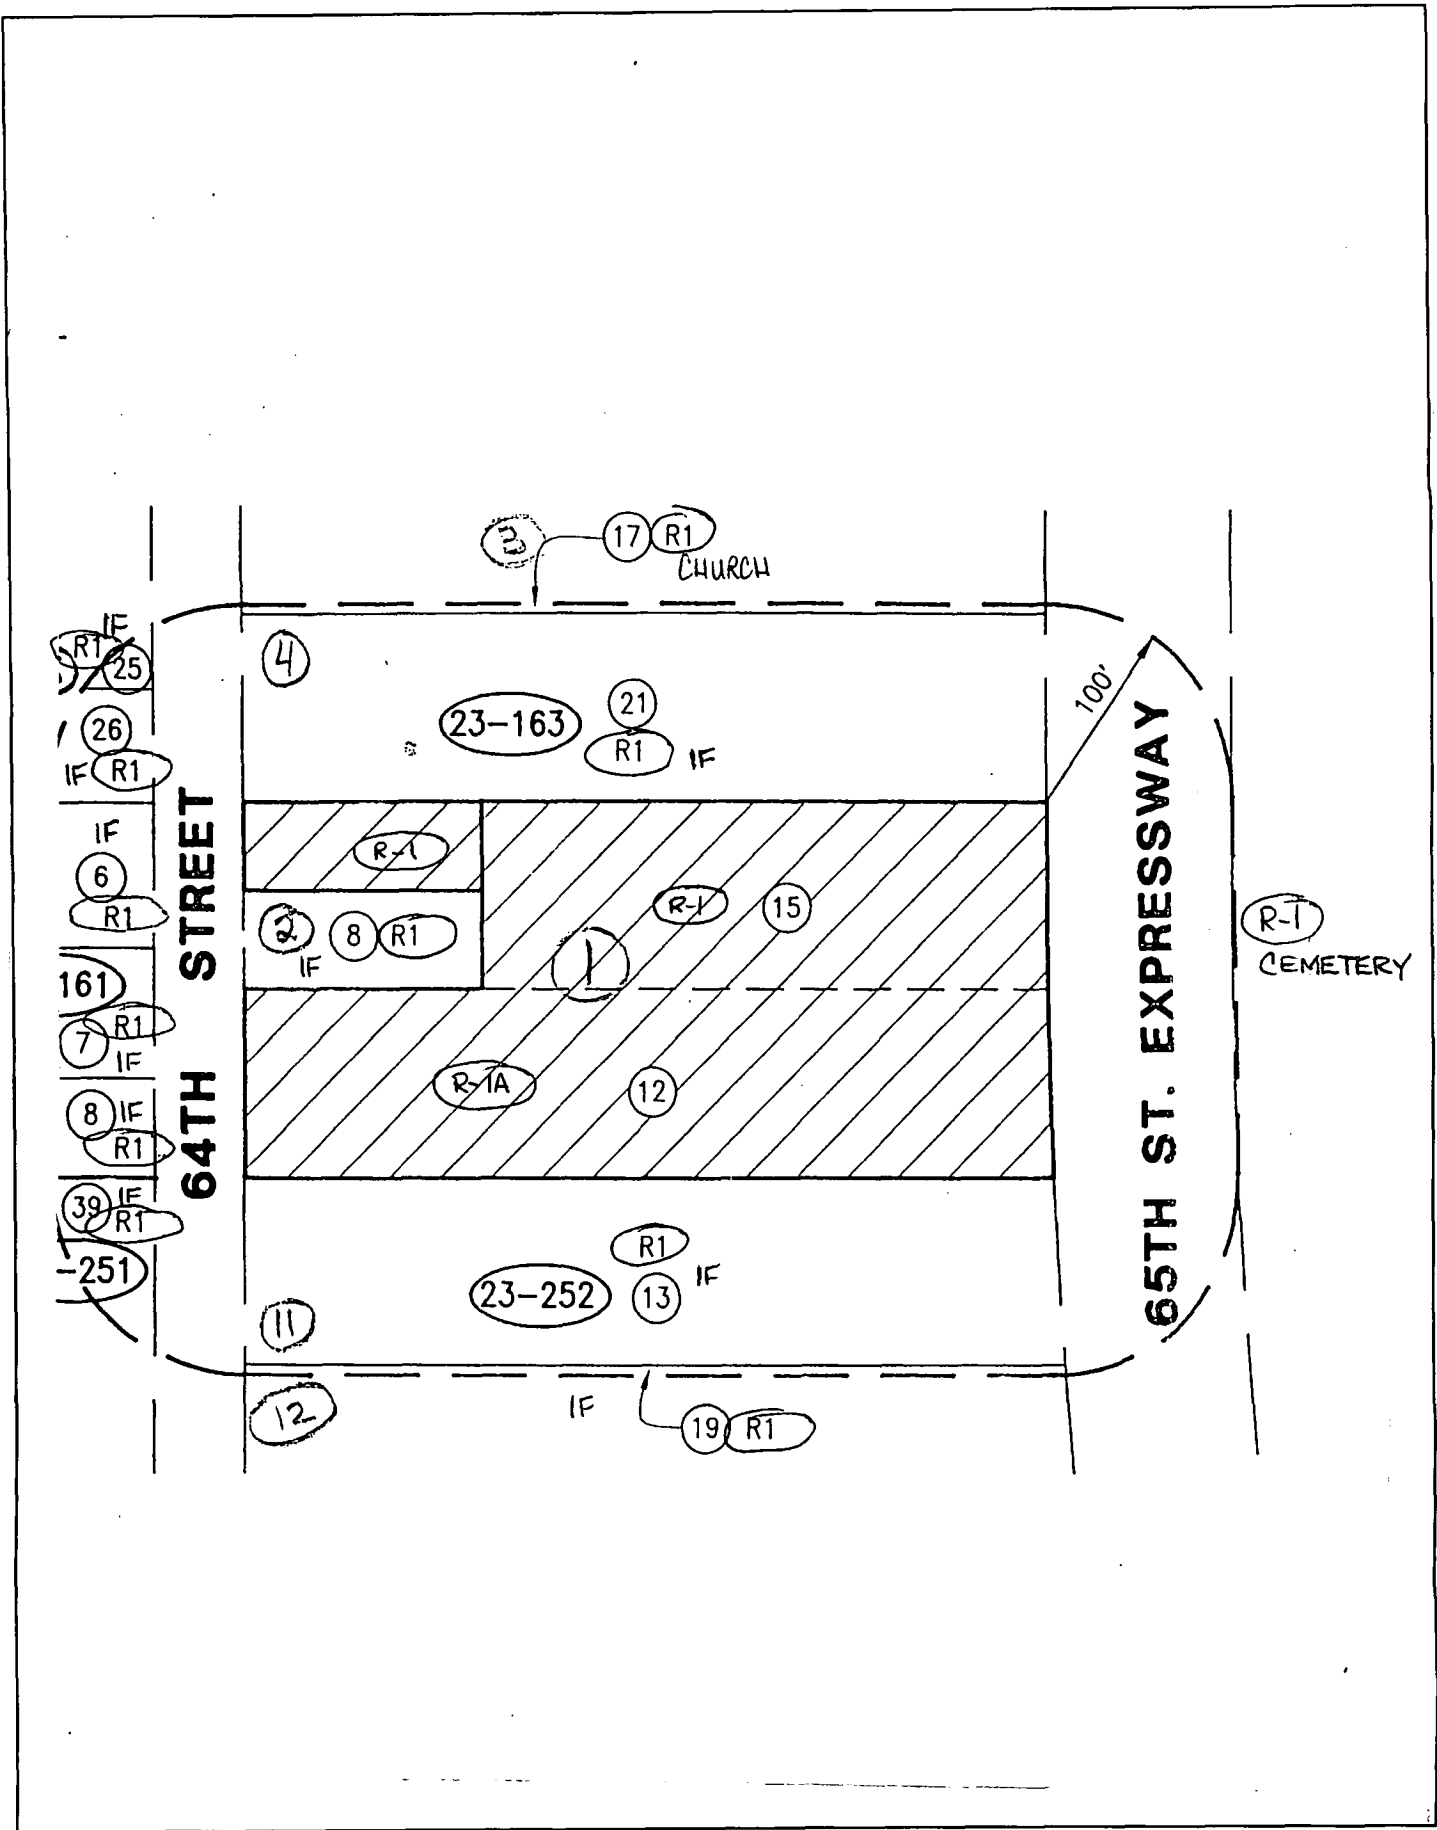 3 17 R1
CHURCH
IF
R1
25
4
26
IF R1
23-163
21
R1 IF
100'
IF
6
R1
R-1
R-1 15
2 8 R1
IF
1
R-1
CEMETERY
161
R1
7
IF
8 IF
R1
R-1A 12
39 IF
R1
-251
R1
IF
23-252 13
11
12
IF
19 R1
64TH STREET
65TH ST. EXPRESSWAY